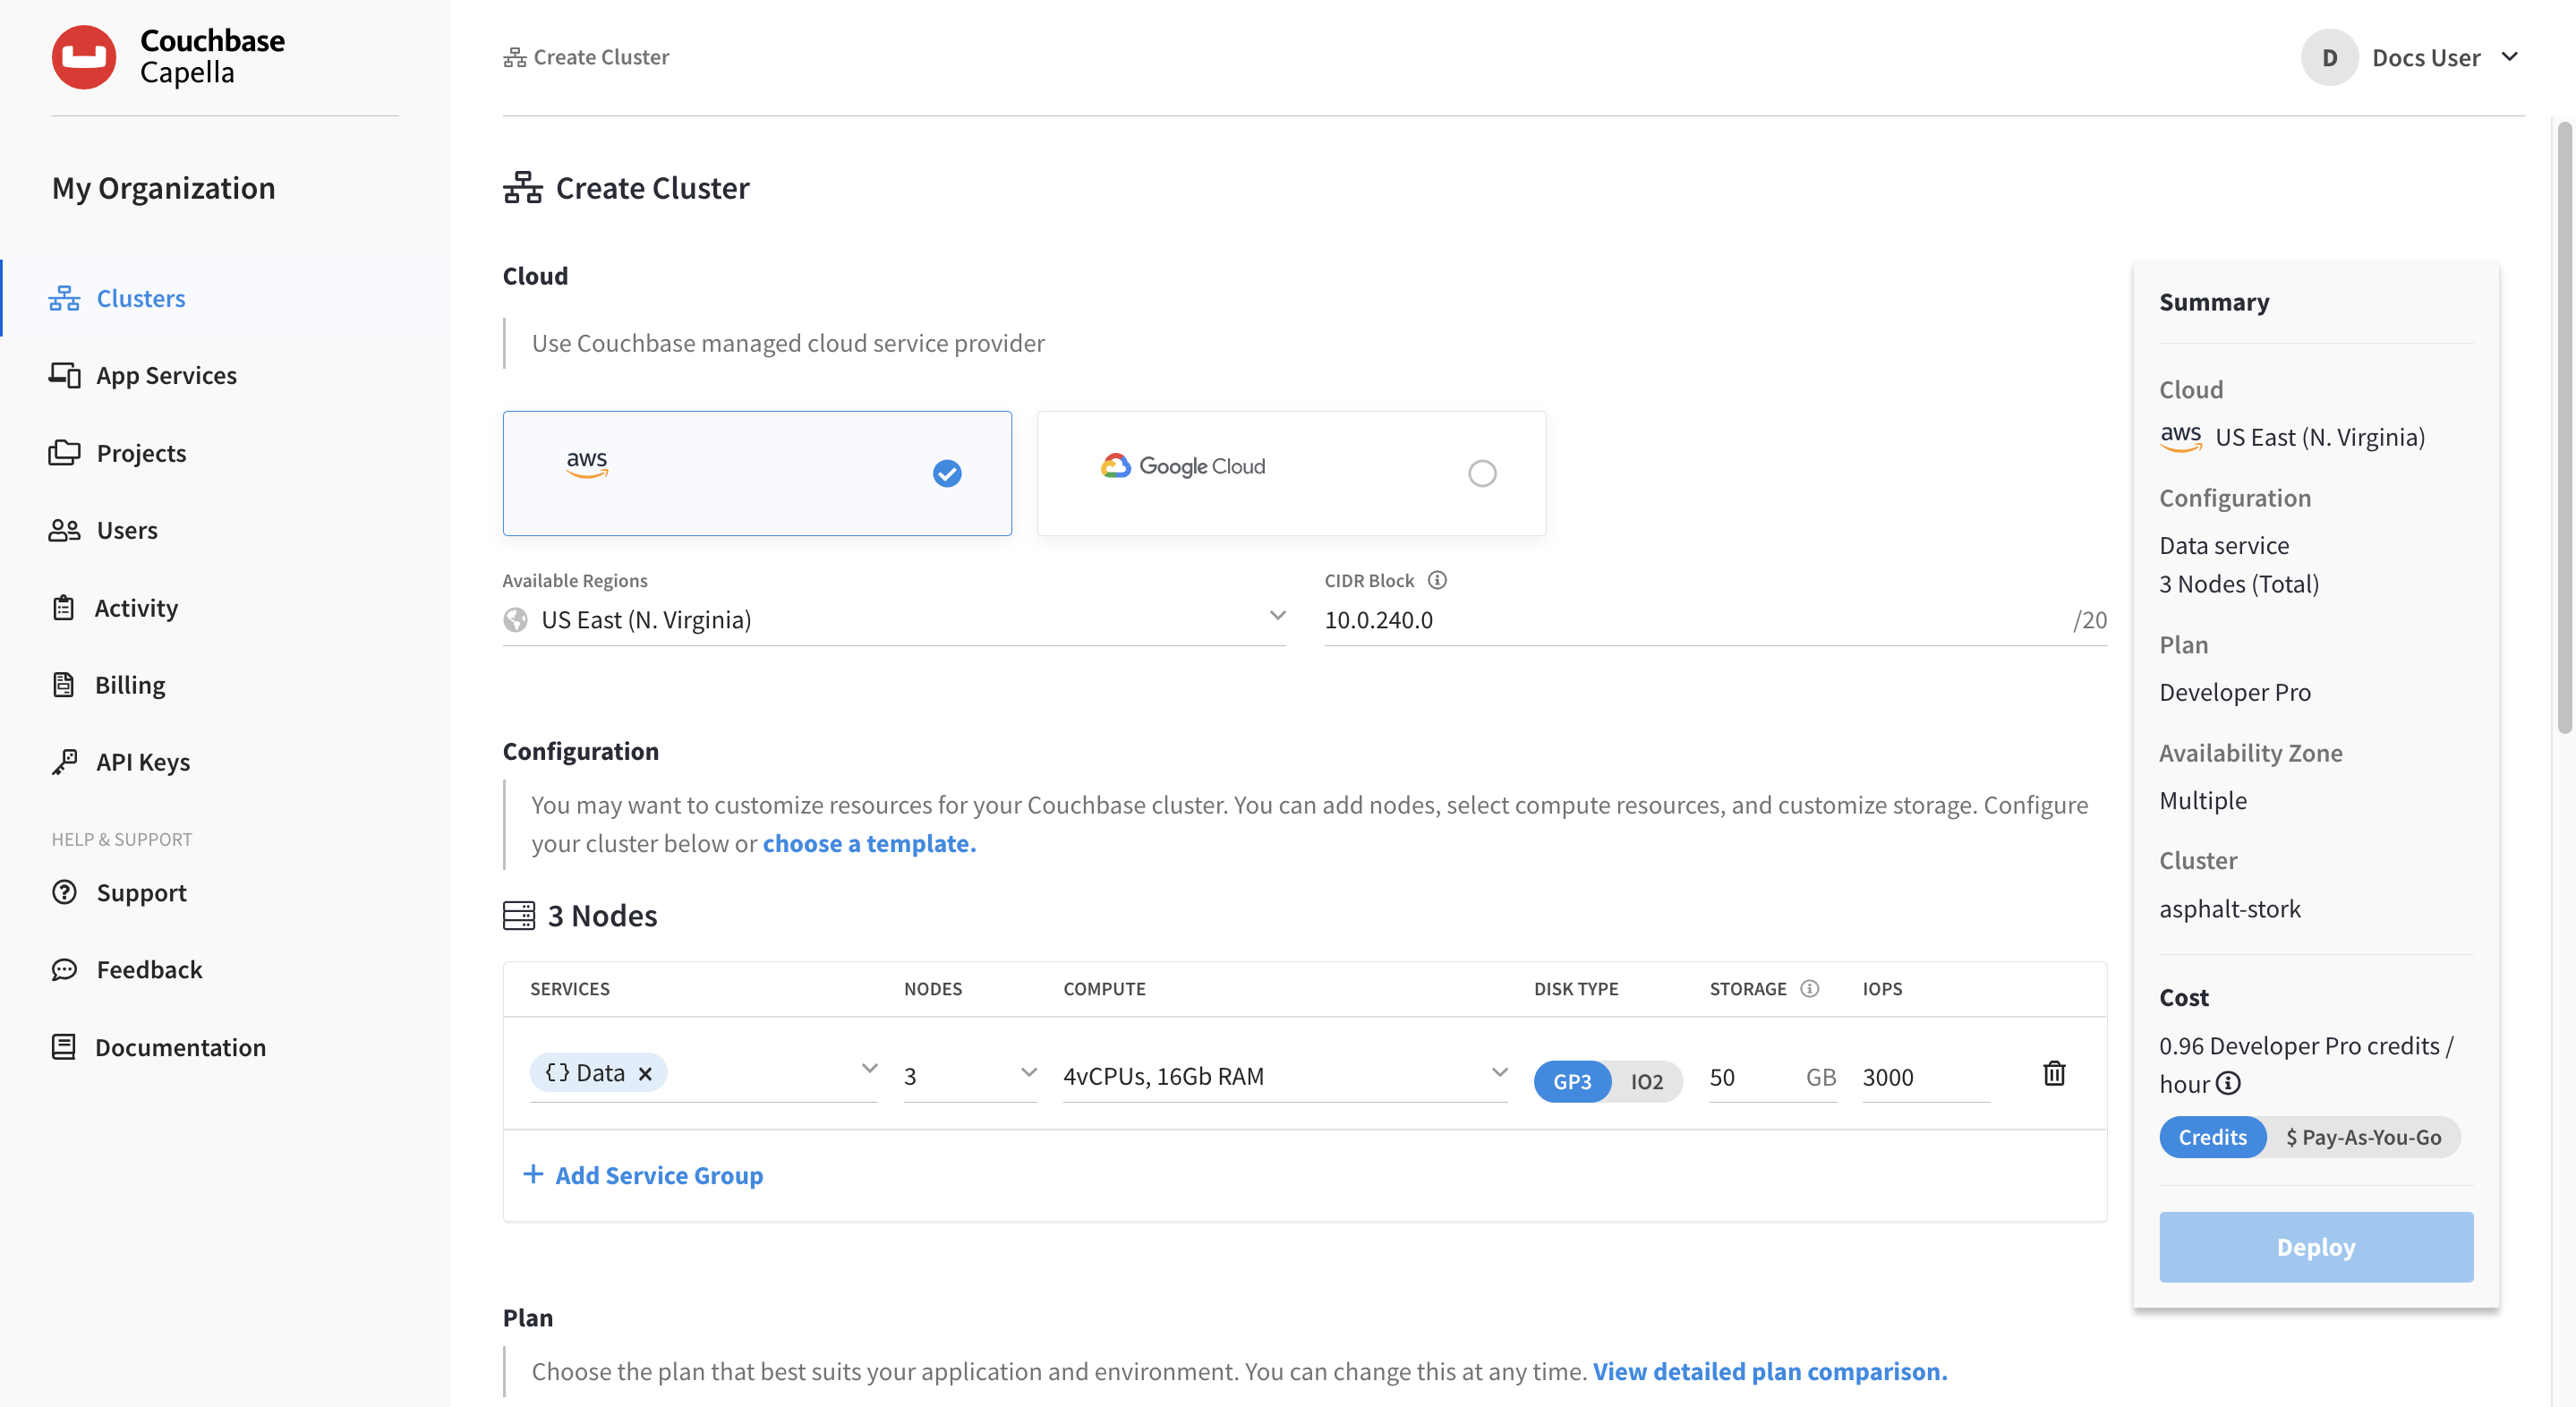 Couchbase
Capella
My Organization
Clusters
App Services
Projects
Users
Activity
Billing
API Keys
HELP & SUPPORT
Support
Feedback
Documentation
Create Cluster
D Docs User
Create Cluster
Cloud
Use Couchbase managed cloud service provider
aws
Google Cloud
Available Regions
US East (N. Virginia)
CIDR Block
10.0.240.0 /20
Configuration
You may want to customize resources for your Couchbase cluster. You can add nodes, select compute resources, and customize storage. Configure
your cluster below or choose a template.
3 Nodes
SERVICES NODES COMPUTE DISK TYPE STORAGE IOPS
{} Data × 3 4vCPUs, 16Gb RAM GP3 IO2 50 GB 3000
+ Add Service Group
Plan
Choose the plan that best suits your application and environment. You can change this at any time. View detailed plan comparison.
Summary
Cloud
aws US East (N. Virginia)
Configuration
Data service
3 Nodes (Total)
Plan
Developer Pro
Availability Zone
Multiple
Cluster
asphalt-stork
Cost
0.96 Developer Pro credits /
hour
Credits $ Pay-As-You-Go
Deploy